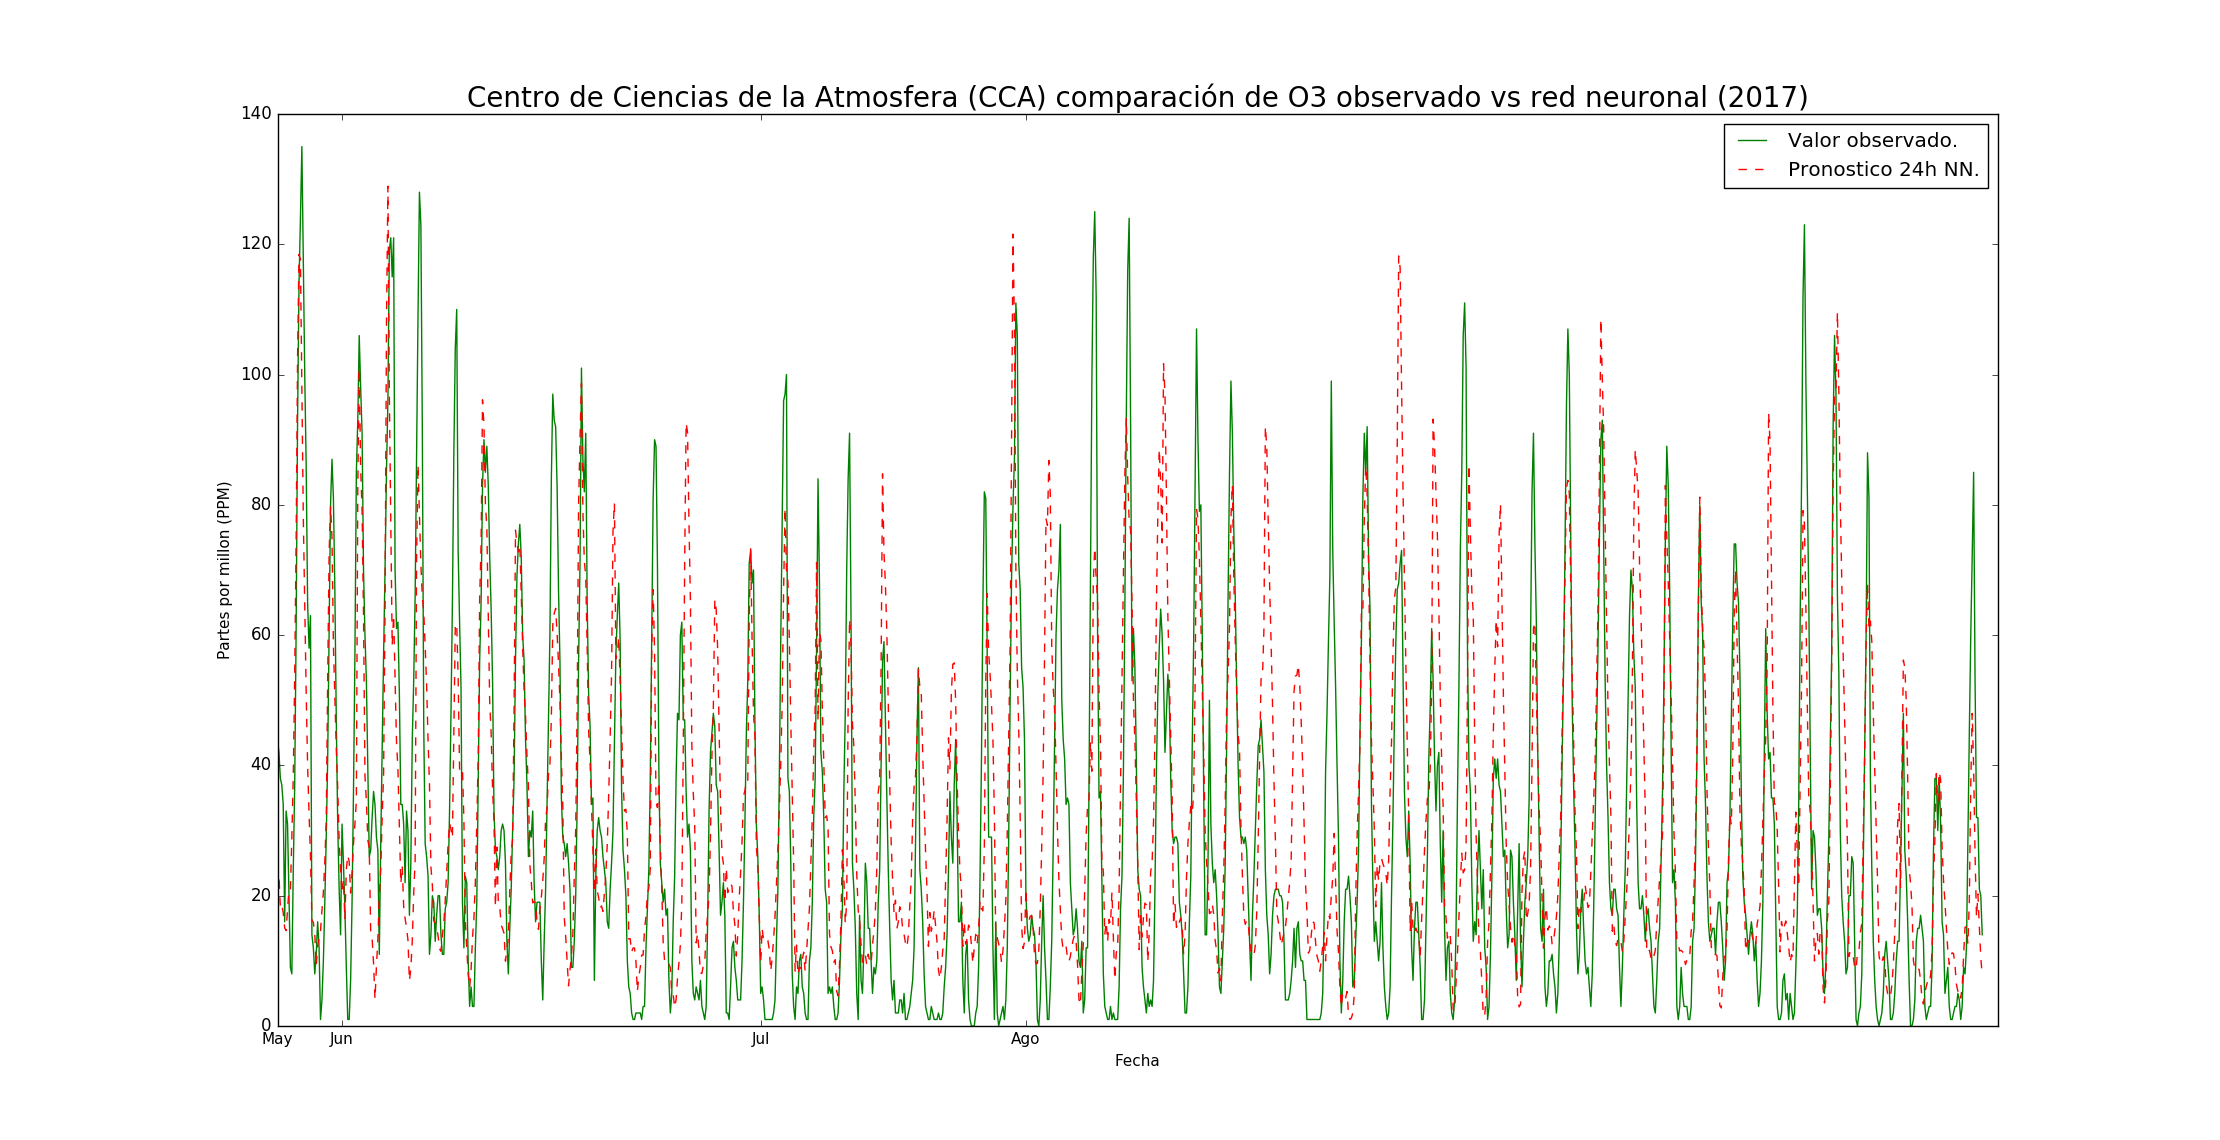 Centro de Ciencias de la Atmosfera (CCA) comparación de O3 observado vs red neuronal (2017)
Valor observado.
Pronostico 24h NN.
140
120
100
80
60
40
20
0
Partes por millon (PPM)
May Jun Jul Ago
Fecha